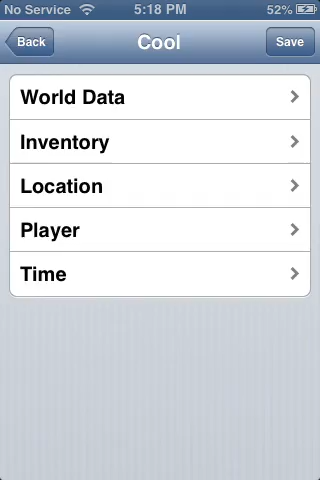 No Service 5:18 PM 52%
Back Cool Save
World Data
Inventory
Location
Player
Time